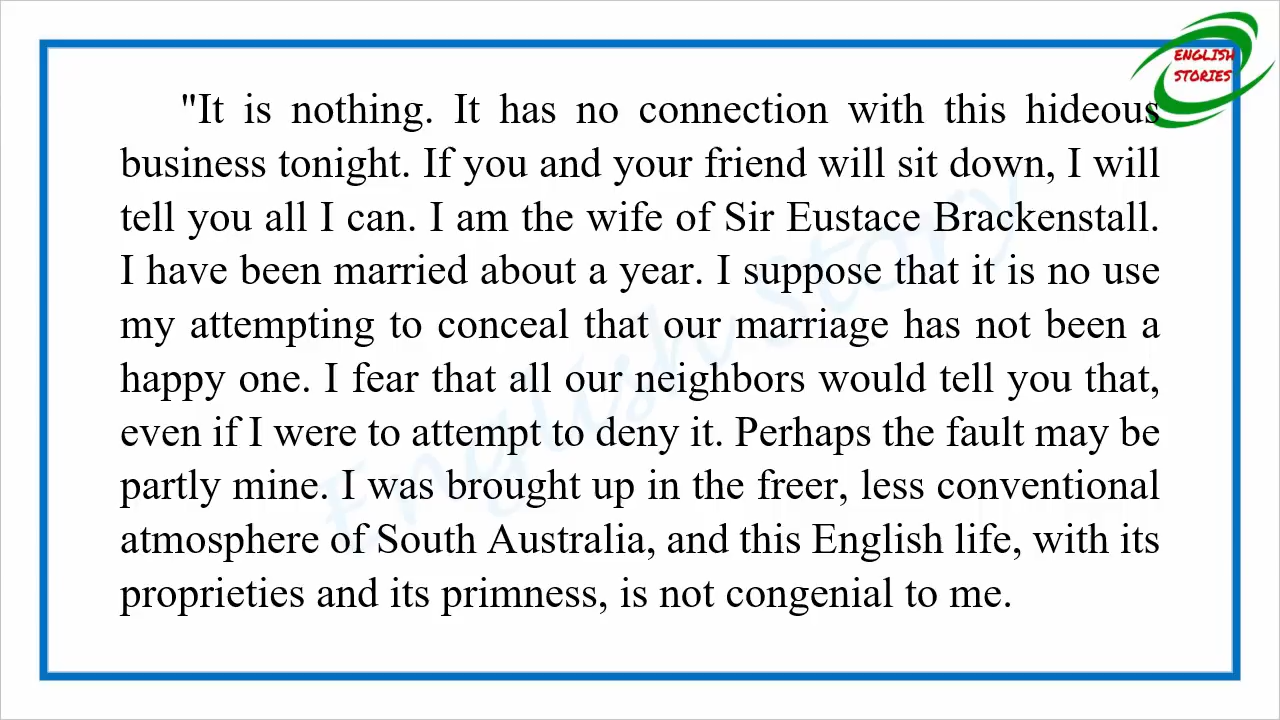 ENGLISH
STORIES
"It is nothing. It has no connection with this hideous
business tonight. If you and your friend will sit down, I will
tell you all I can. I am the wife of Sir Eustace Brackenstall.
I have been married about a year. I suppose that it is no use
my attempting to conceal that our marriage has not been a
happy one. I fear that all our neighbors would tell you that,
even if I were to attempt to deny it. Perhaps the fault may be
partly mine. I was brought up in the freer, less conventional
atmosphere of South Australia, and this English life, with its
proprieties and its primness, is not congenial to me.
English Story